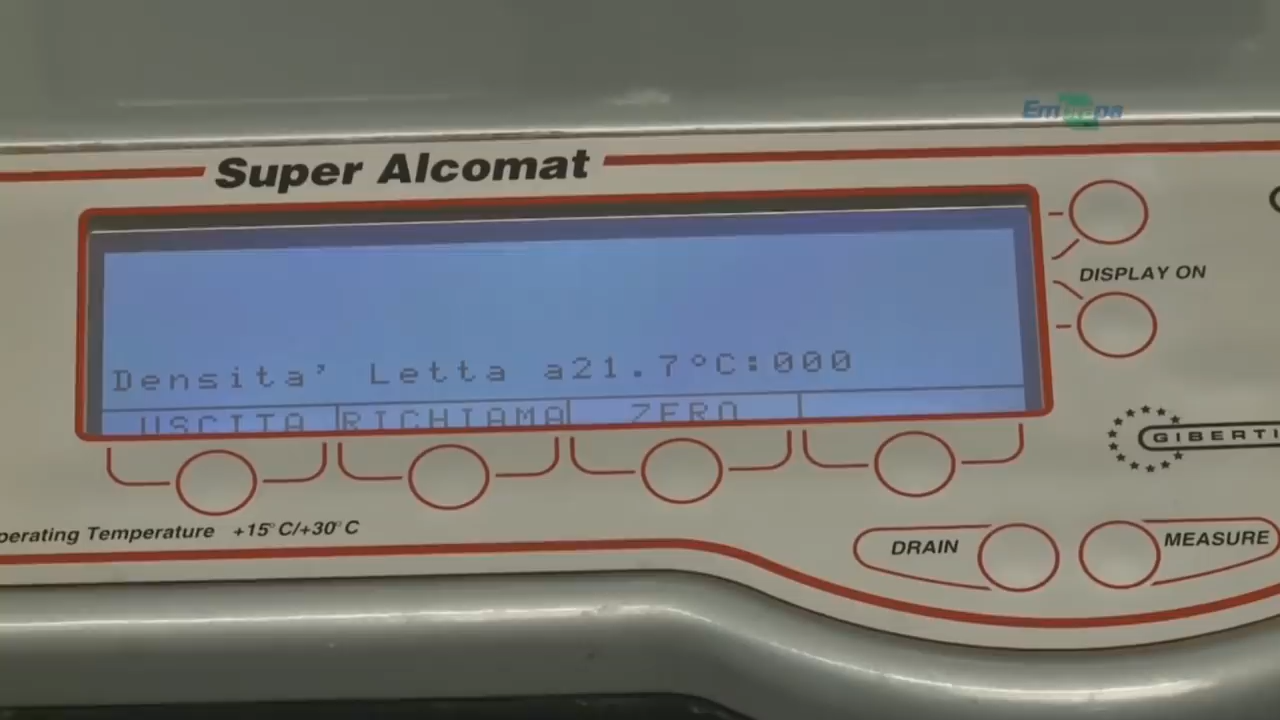 Embrapa
Super Alcomat
DISPLAY ON
Densita' Letta a21.7°C:000
USCITA RICHIAMA ZERO
GIBERTI
perating Temperature +15°C/+30°C
DRAIN
MEASURE